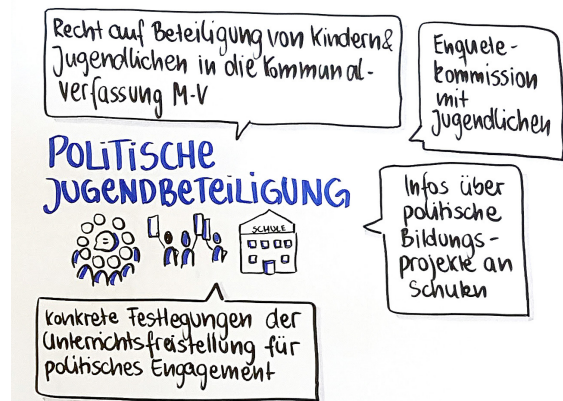 Recht auf Beteiligung von Kindern &
Jugendlichen in die Kommunal-
verfassung M-V
Enquete-
kommission
mit
Jugendlichen
POLITISCHE
JUGENDBETEILIGUNG
SCHULE
Infos über
politische
Bildungs-
projekte an
Schulen
Konkrete Festlegungen der
Unterrichtsfreistellung für
politisches Engagement